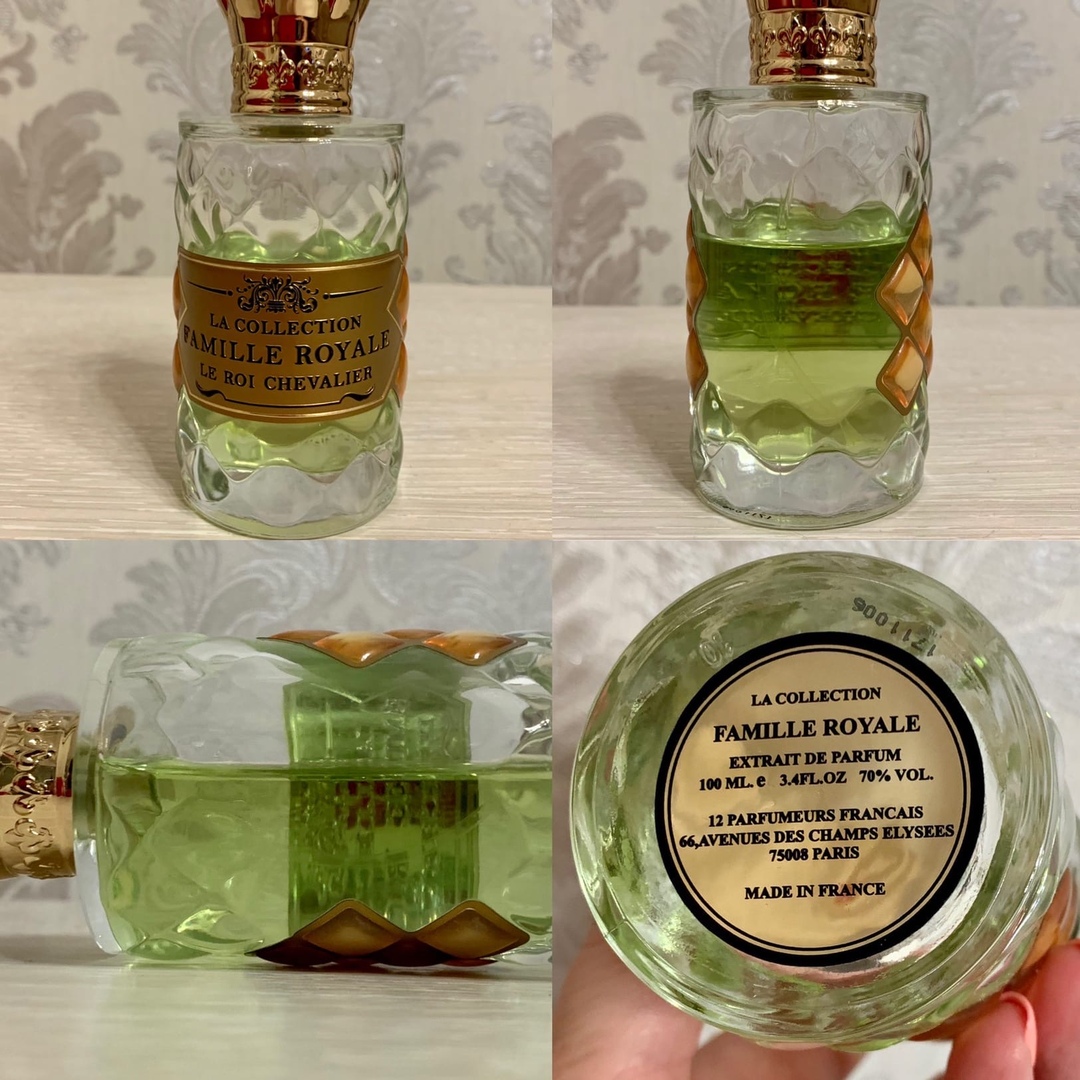 LA COLLECTION
FAMILLE ROYALE
LE ROI CHEVALIER
1711006
LA COLLECTION
FAMILLE ROYALE
EXTRAIT DE PARFUM
100 ML. e 3.4FL.OZ 70% VOL.
12 PARFUMEURS FRANCAIS
66,AVENUES DES CHAMPS ELYSEES
75008 PARIS
MADE IN FRANCE